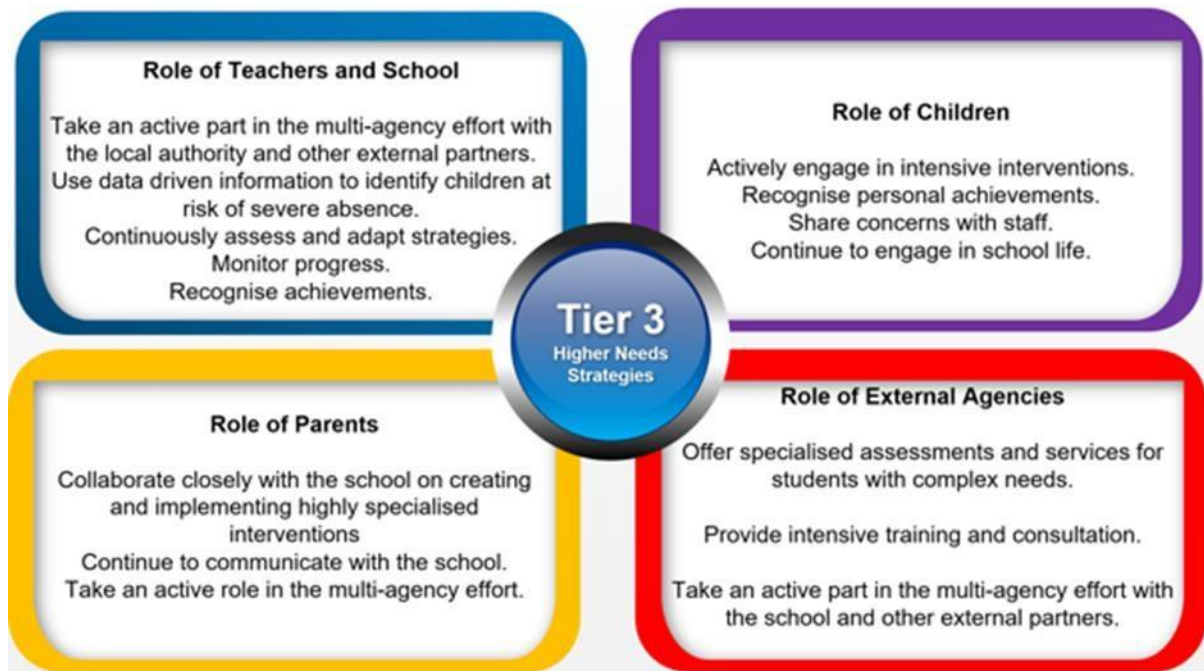 Role of Teachers and School
Take an active part in the multi-agency effort with
the local authority and other external partners.
Use data driven information to identify children at
risk of severe absence.
Continuously assess and adapt strategies.
Monitor progress.
Recognise achievements.
Role of Children
Actively engage in intensive interventions.
Recognise personal achievements.
Share concerns with staff.
Continue to engage in school life.
Tier 3
Higher Needs
Strategies
Role of Parents
Collaborate closely with the school on creating
and implementing highly specialised
interventions
Continue to communicate with the school.
Take an active role in the multi-agency effort.
Role of External Agencies
Offer specialised assessments and services for
students with complex needs.
Provide intensive training and consultation.
Take an active part in the multi-agency effort with
the school and other external partners.